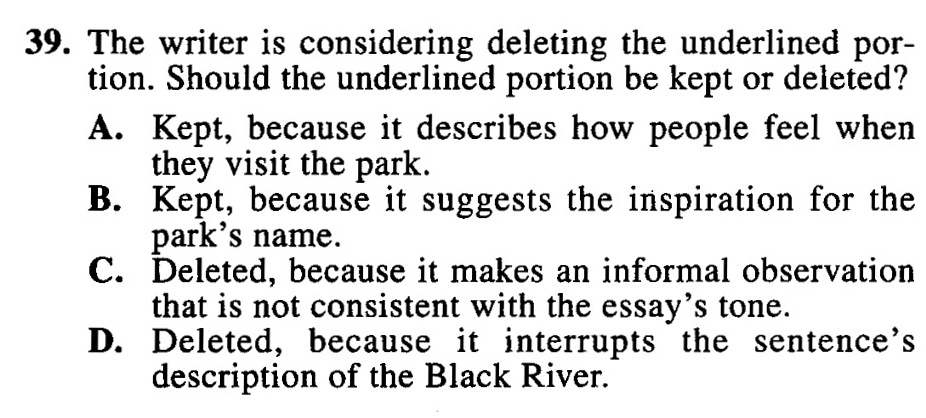 39. The writer is considering deleting the underlined por-
tion. Should the underlined portion be kept or deleted?
A. Kept, because it describes how people feel when
they visit the park.
B. Kept, because it suggests the inspiration for the
park's name.
C. Deleted, because it makes an informal observation
that is not consistent with the essay's tone.
D. Deleted, because it interrupts the sentence's
description of the Black River.